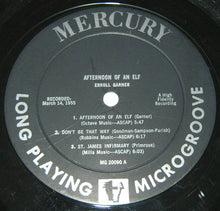 MERCURY
AFTERNOON OF AN ELF
ERROLL GARNER
RECORDED:
March 14, 1955
A High
Fidelity
Recording
1. AFTERNOON OF AN ELF (Garner)
(Octave Music—ASCAP) 5:47
2. DON'T BE THAT WAY (Goodman-Sampson-Parish)
(Robbins Music—ASCAP) 3:17
3. ST. JAMES INFIRMARY (Primrose)
(Mills Music—ASCAP) 6:03
MG 20090 A
LONG PLAYING MICROGROOVE